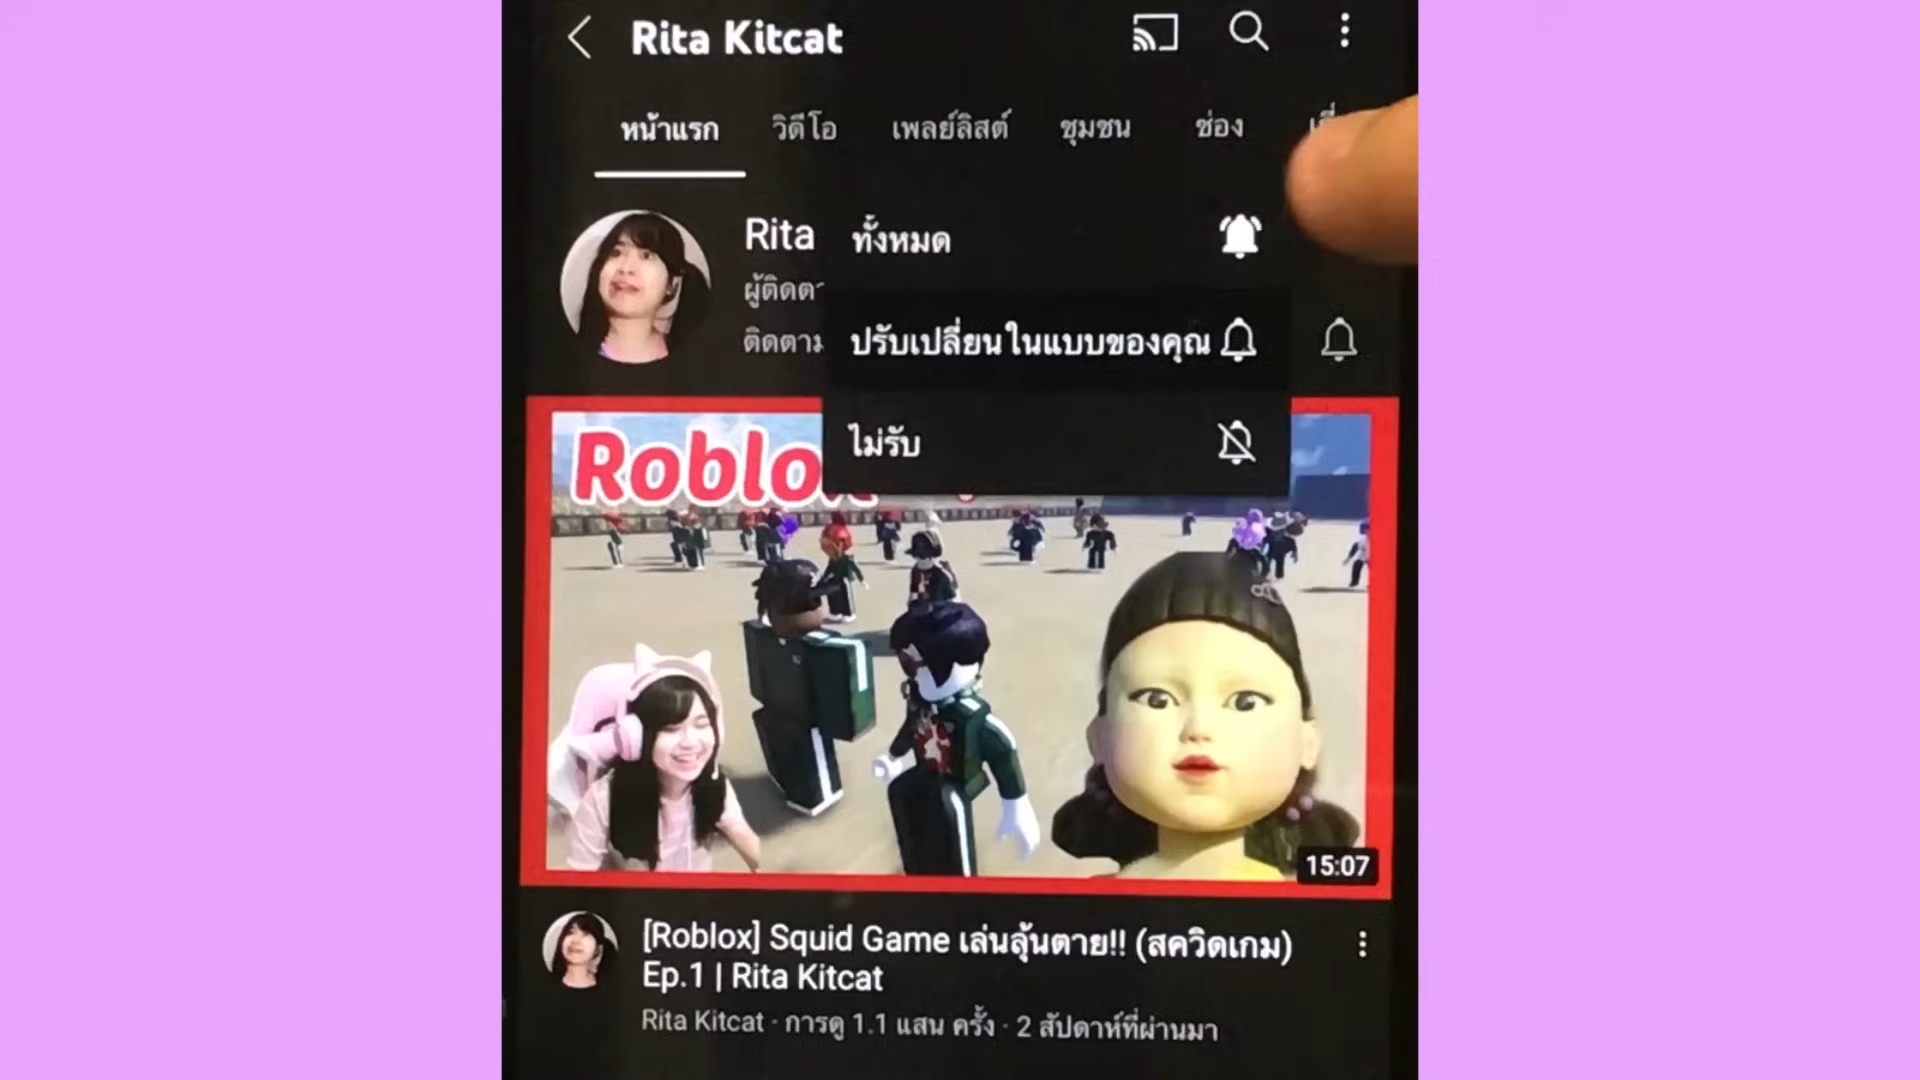 Rita Kitcat
หน้าแรก วิดีโอ เพลย์ลิสต์ ชุมชน ช่อง
Rita
ทั้งหมด
ปรับเปลี่ยนในแบบของคุณ
ติดตาม
ไม่รับ
15:07
[Roblox] Squid Game เล่นลุ้นตาย!! (สควิดเกม)
Ep.1 | Rita Kitcat
Rita Kitcat · การดู 1.1 แสน ครั้ง · 2 สัปดาห์ที่ผ่านมา